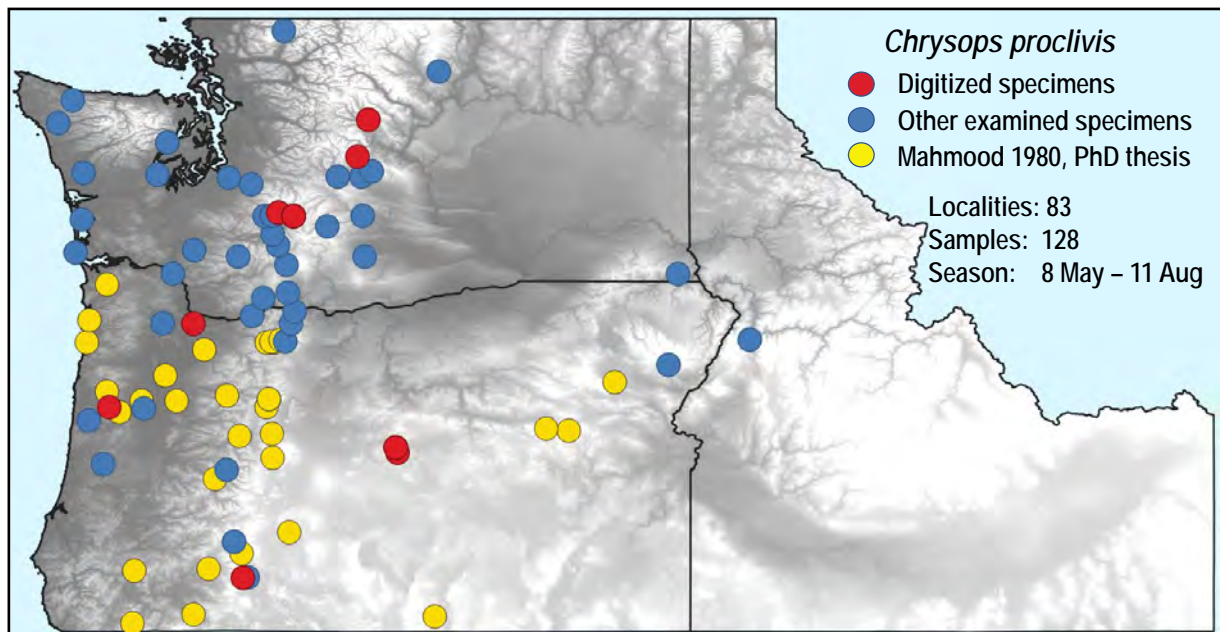 Chrysops proclivis
Digitized specimens
Other examined specimens
Mahmood 1980, PhD thesis
Localities: 83
Samples: 128
Season: 8 May – 11 Aug